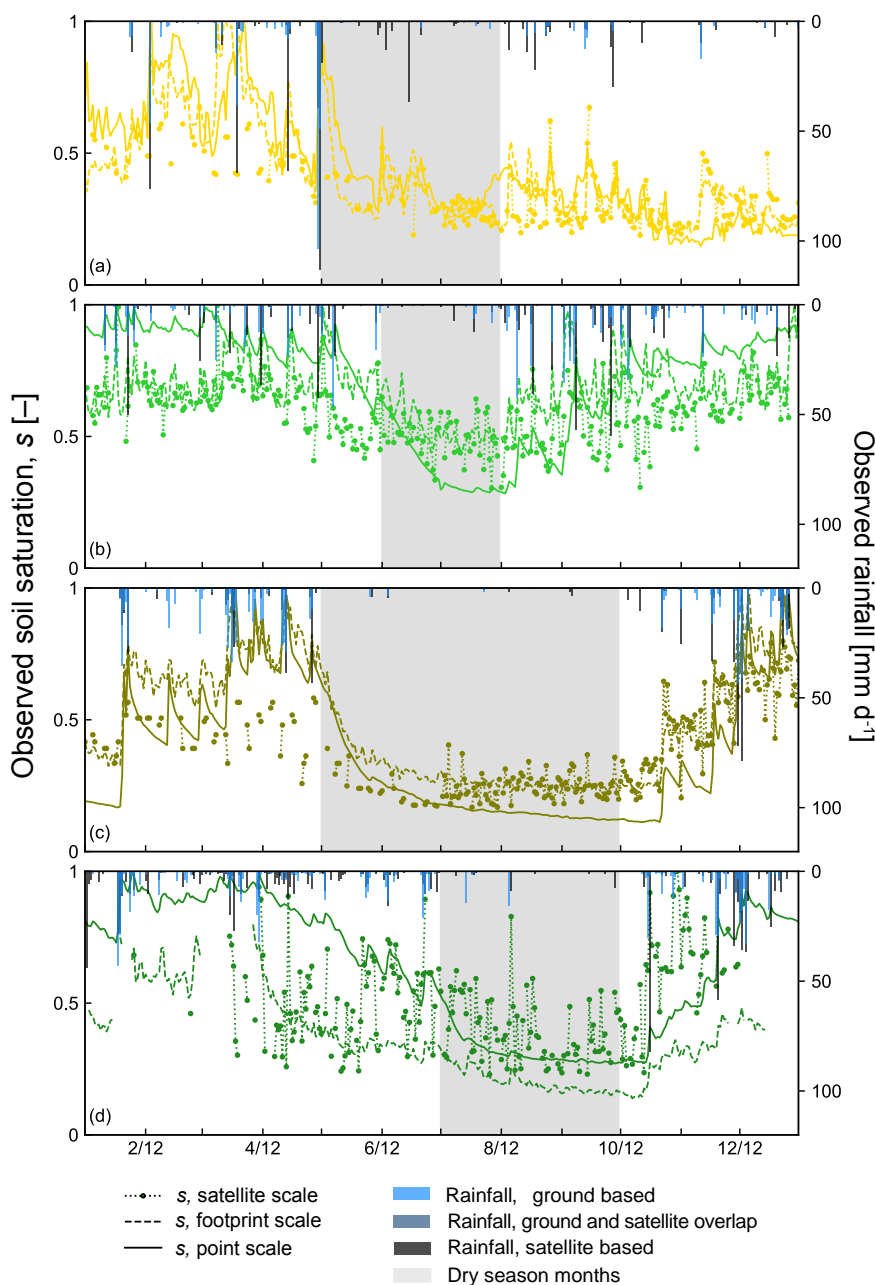 Observed soil saturation, s [–]
Observed rainfall [mm d-1]
1
0.5
0
0
50
100
(a)
1
0.5
0
0
50
100
(b)
1
0.5
0
0
50
100
(c)
1
0.5
0
0
50
100
(d)
2/12 4/12 6/12 8/12 10/12 12/12
s, satellite scale
s, footprint scale
s, point scale
Rainfall, ground based
Rainfall, ground and satellite overlap
Rainfall, satellite based
Dry season months